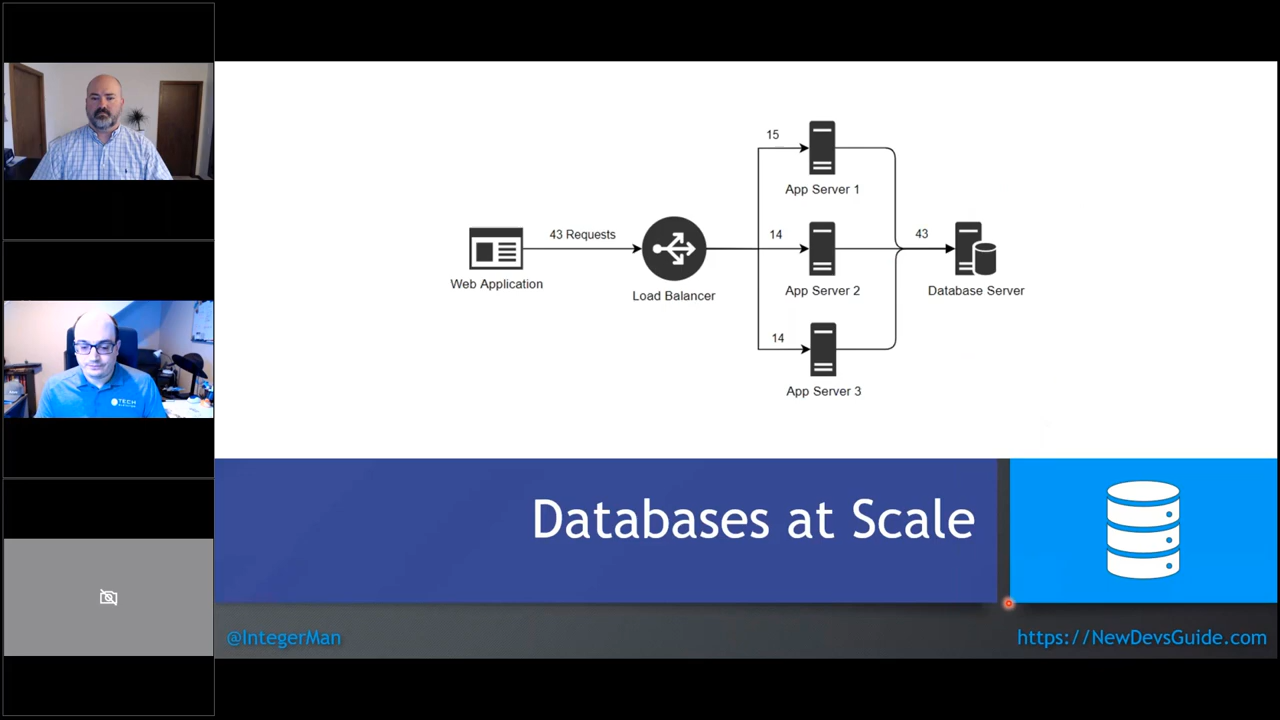 15
App Server 1
43 Requests
14
43
Web Application
Load Balancer
App Server 2
Database Server
14
App Server 3
Databases at Scale
TECH
@IntegerMan
https://NewDevsGuide.com